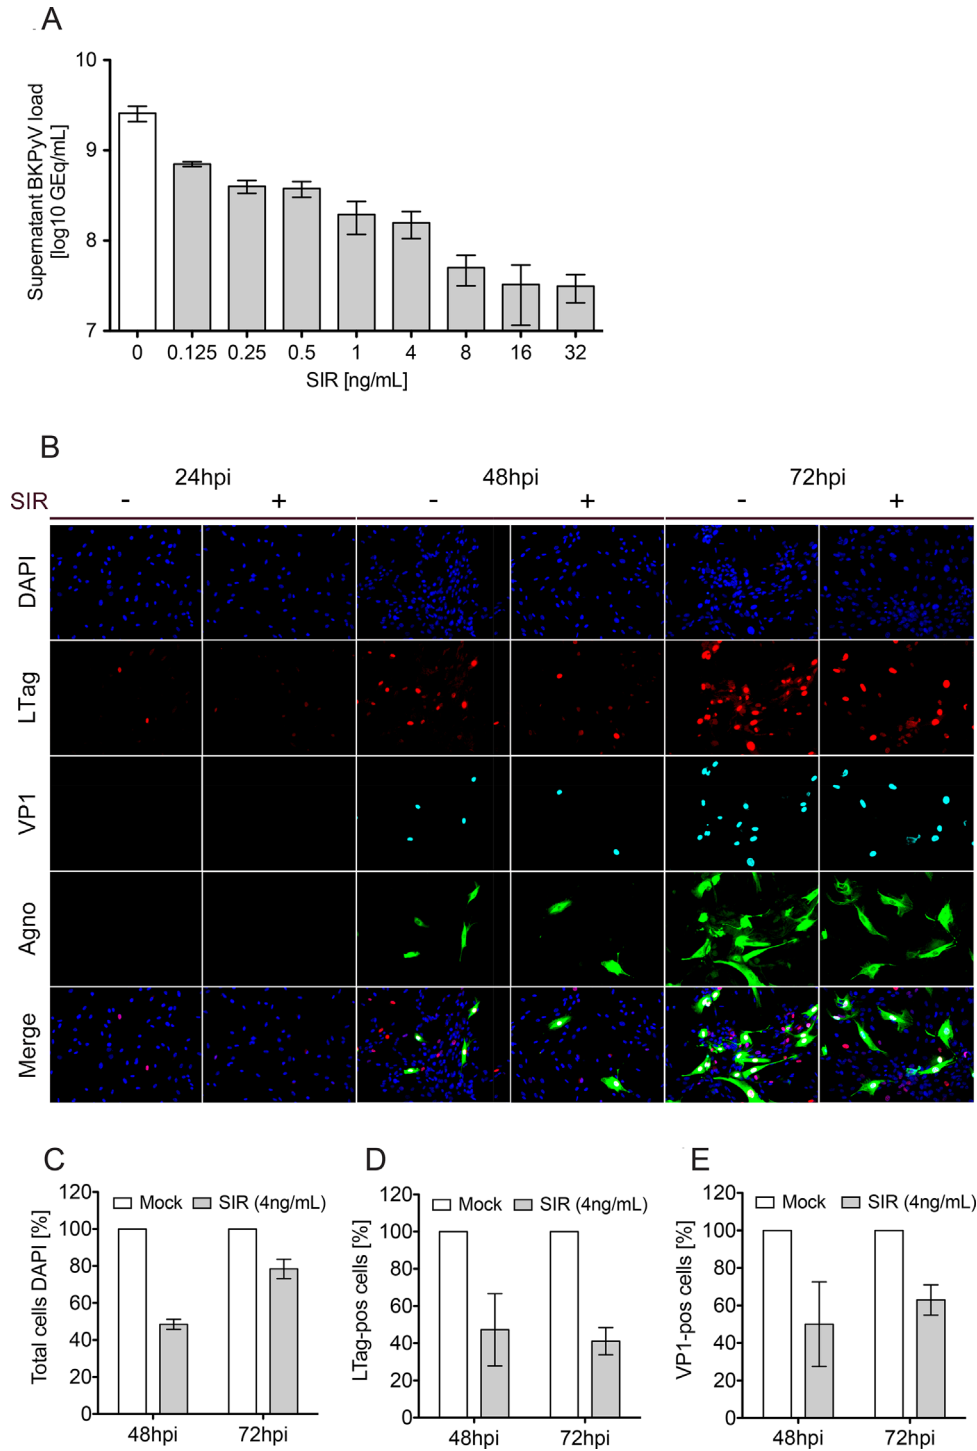 A
Supernatant BKPyV load
[log10 GEq/mL]
10
9
8
7
0 0.125 0.25 0.5 1 4 8 16 32
SIR [ng/mL]
B
24hpi 48hpi 72hpi
SIR - + - + - +
DAPI
LTag
VP1
Agno
Merge
C
Total cells DAPI [%]
120
100
80
60
40
20
0
Mock SIR (4ng/mL)
48hpi 72hpi
D
LTag-pos cells [%]
120
100
80
60
40
20
0
Mock SIR (4ng/mL)
48hpi 72hpi
E
VP1-pos cells [%]
120
100
80
60
40
20
0
Mock SIR (4ng/mL)
48hpi 72hpi